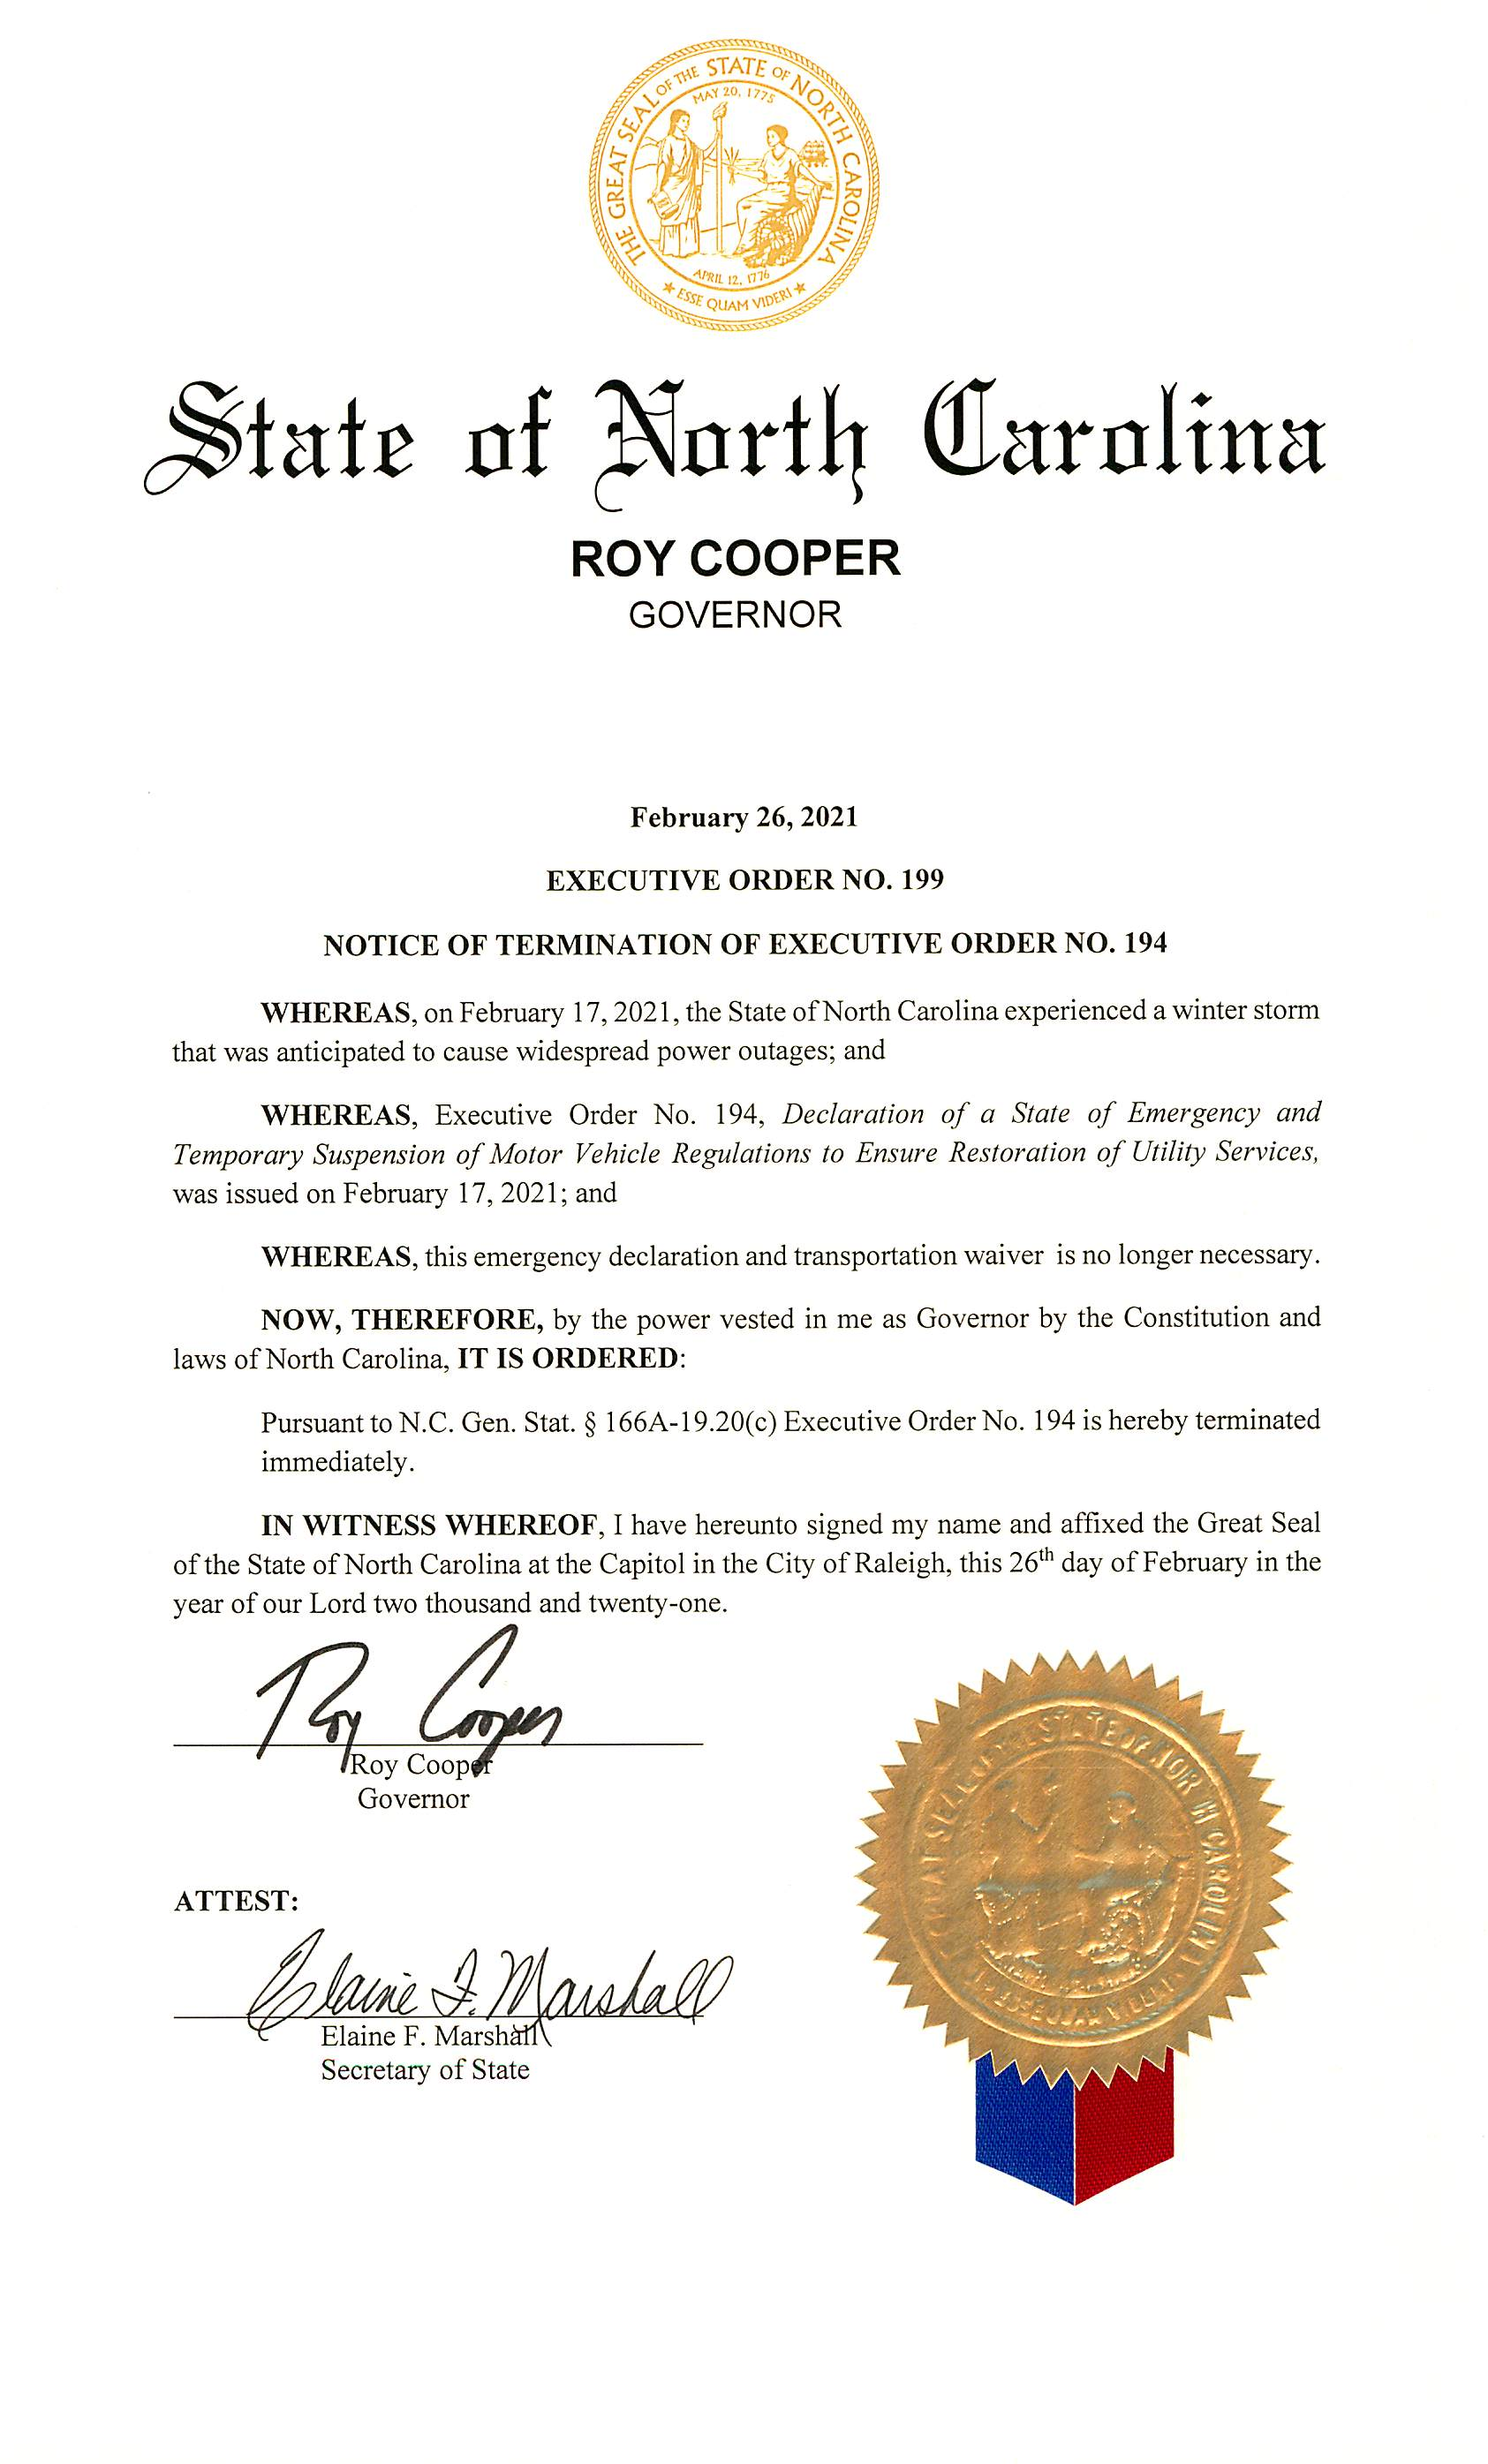 THE GREAT SEAL OF THE STATE OF NORTH CAROLINA
MAY 20, 1775
APRIL 12, 1776
★ ESSE QUAM VIDERI ★
State of North Carolina
ROY COOPER
GOVERNOR
February 26, 2021
EXECUTIVE ORDER NO. 199
NOTICE OF TERMINATION OF EXECUTIVE ORDER NO. 194
WHEREAS, on February 17, 2021, the State of North Carolina experienced a winter storm
that was anticipated to cause widespread power outages; and
WHEREAS, Executive Order No. 194, Declaration of a State of Emergency and
Temporary Suspension of Motor Vehicle Regulations to Ensure Restoration of Utility Services,
was issued on February 17, 2021; and
WHEREAS, this emergency declaration and transportation waiver is no longer necessary.
NOW, THEREFORE, by the power vested in me as Governor by the Constitution and
laws of North Carolina, IT IS ORDERED:
Pursuant to N.C. Gen. Stat. § 166A-19.20(c) Executive Order No. 194 is hereby terminated
immediately.
IN WITNESS WHEREOF, I have hereunto signed my name and affixed the Great Seal
of the State of North Carolina at the Capitol in the City of Raleigh, this 26th day of February in the
year of our Lord two thousand and twenty-one.
Roy Cooper
Roy Cooper
Governor
ATTEST:
Elaine F. Marshall
Elaine F. Marshall
Secretary of State